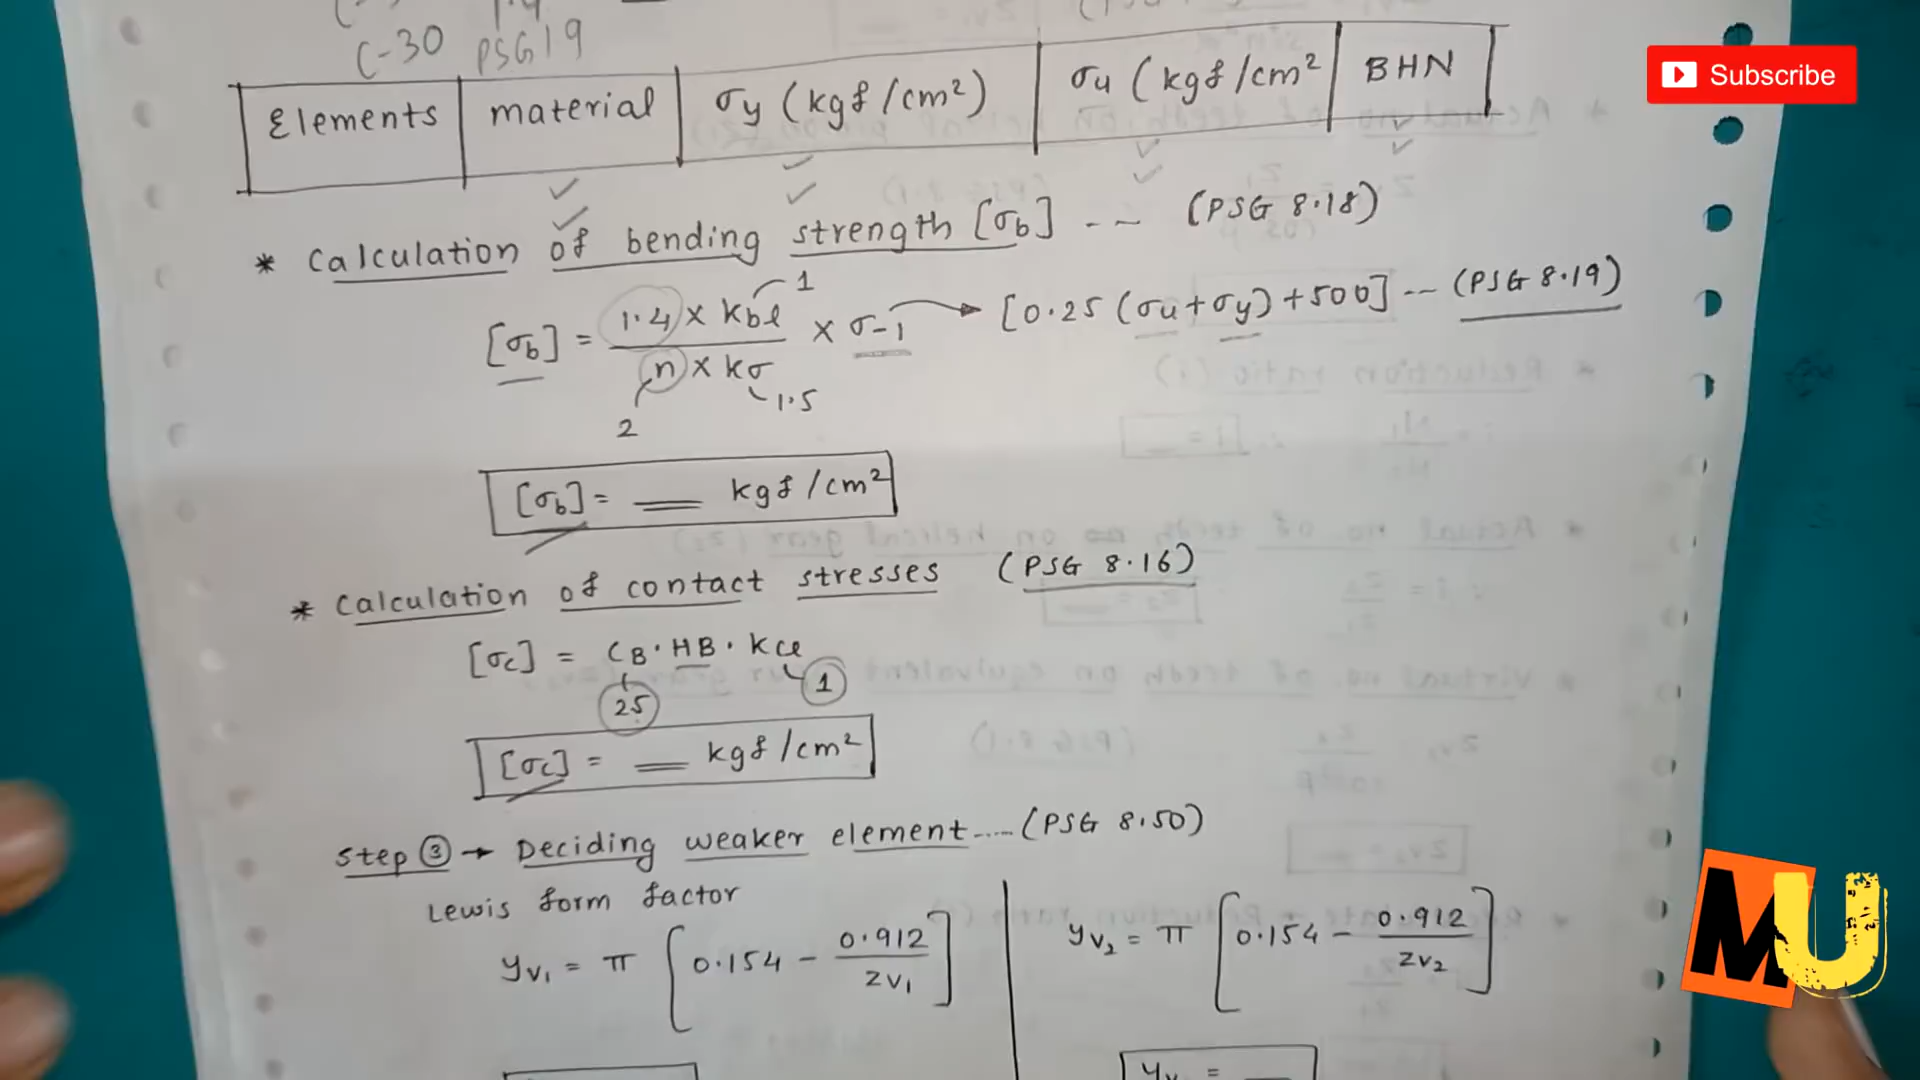 C-30 PSG 19
Elements material σy (kgf/cm²) σu (kgf/cm² BHN
Subscribe
* Calculation of bending strength [σb] -- (PSG 8.18)
[σb] = 1.4 × kbl / n × kσ × σ-1 → [0.25 (σu+σy) +500] -- (PSG 8.19)
1
2
1.5
[σb] = __ kgf/cm²
* Calculation of contact stresses (PSG 8.16)
[σc] = CB · HB · kcl
25
1
[σc] = __ kgf/cm²
Step ③ → Deciding weaker element..... (PSG 8.50)
Lewis form factor
yv₁ = π [0.154 - 0.912 / zv₁]
yv₂ = π [0.154 - 0.912 / zv₂]
MU